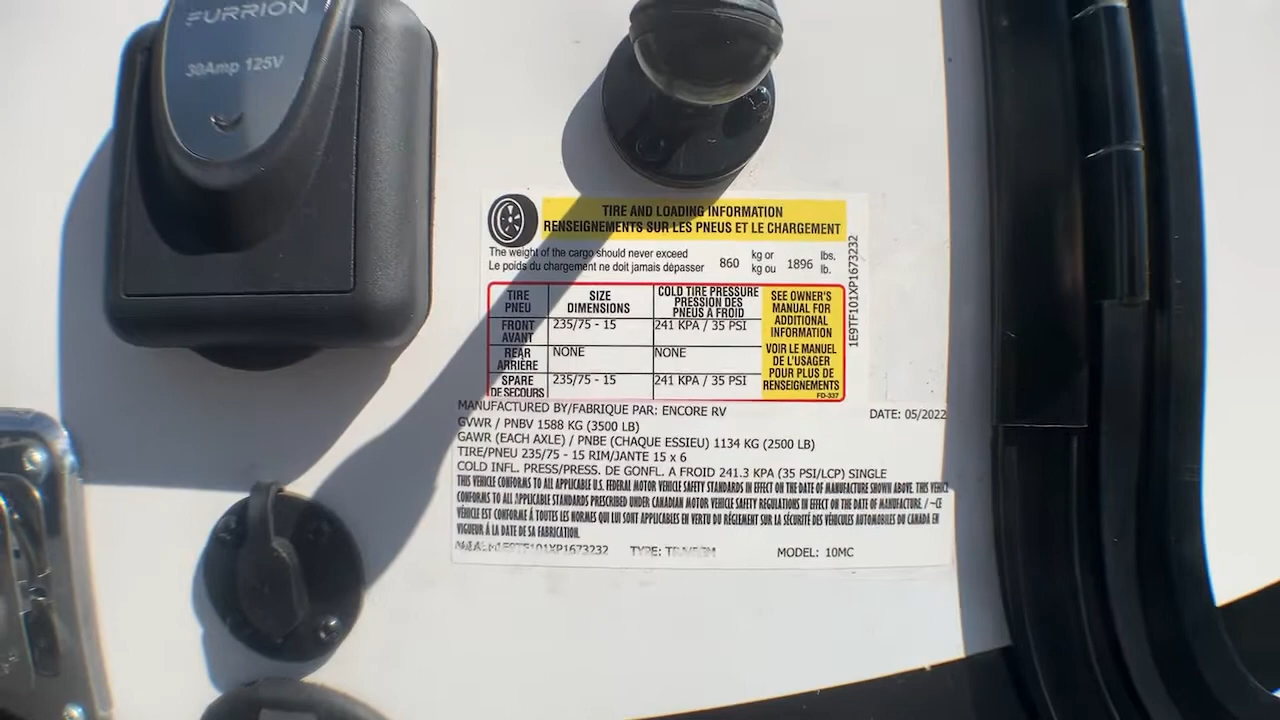 FURRION
30Amp 125V
TIRE AND LOADING INFORMATION
RENSEIGNEMENTS SUR LES PNEUS ET LE CHARGEMENT
The weight of the cargo should never exceed 860 kg or 1896 lbs.
Le poids du chargement ne doit jamais dépasser kg ou lb.
TIRE PNEU
SIZE DIMENSIONS
COLD TIRE PRESSURE PRESSION DES PNEUS A FROID
SEE OWNER'S MANUAL FOR ADDITIONAL INFORMATION
FRONT AVANT
235/75 - 15
241 KPA / 35 PSI
REAR ARRIÈRE
NONE
NONE
VOIR LE MANUEL DE L'USAGER POUR PLUS DE RENSEIGNEMENTS
SPARE DE SECOURS
235/75 - 15
241 KPA / 35 PSI
FD-337
1E9TF101XP1673232
MANUFACTURED BY/FABRIQUE PAR: ENCORE RV DATE: 05/2022
GVWR / PNBV 1588 KG (3500 LB)
GAWR (EACH AXLE) / PNBE (CHAQUE ESSIEU) 1134 KG (2500 LB)
TIRE/PNEU 235/75 - 15 RIM/JANTE 15 x 6
COLD INFL. PRESS/PRESS. DE GONFL. A FROID 241.3 KPA (35 PSI/LCP) SINGLE
THIS VEHICLE CONFORMS TO ALL APPLICABLE U.S. FEDERAL MOTOR VEHICLE SAFETY STANDARDS IN EFFECT ON THE DATE OF MANUFACTURE SHOWN ABOVE. THIS VEHICLE
CONFORMS TO ALL APPLICABLE STANDARDS PRESCRIBED UNDER CANADIAN MOTOR VEHICLE SAFETY REGULATIONS IN EFFECT ON THE DATE OF MANUFACTURE. / -CE
VÉHICLE EST CONFORME Á TOUTES LES NORMES QUI LUI SONT APPLICABLES EN VERTU DU RÈGLEMENT SUR LA SÉCURITÉ DES VÉHICULES AUTOMOBILES DU CANADA EN
VIGUEUR Á LA DATE DE SA FABRICATION.
1E9TF101XP1673232 TYPE: MODEL: 10MC